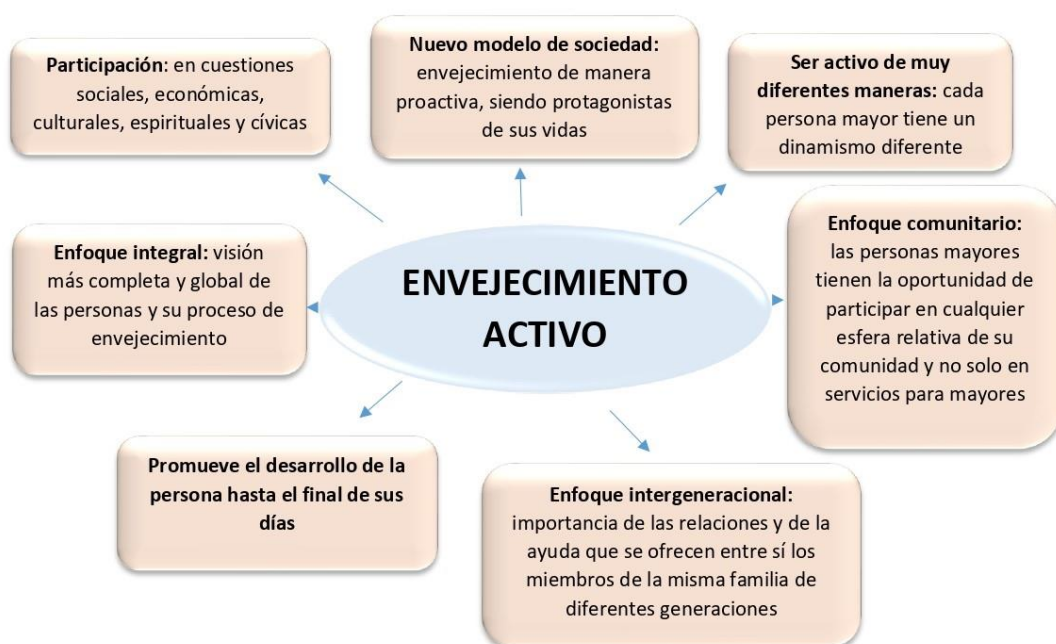 Participación: en cuestiones
sociales, económicas,
culturales, espirituales y cívicas
Nuevo modelo de sociedad:
envejecimiento de manera
proactiva, siendo protagonistas
de sus vidas
Ser activo de muy
diferentes maneras: cada
persona mayor tiene un
dinamismo diferente
Enfoque integral: visión
más completa y global de
las personas y su proceso de
envejecimiento
ENVEJECIMIENTO
ACTIVO
Enfoque comunitario:
las personas mayores
tienen la oportunidad de
participar en cualquier
esfera relativa de su
comunidad y no solo en
servicios para mayores
Promueve el desarrollo de la
persona hasta el final de sus
días
Enfoque intergeneracional:
importancia de las relaciones y de la
ayuda que se ofrecen entre sí los
miembros de la misma familia de
diferentes generaciones